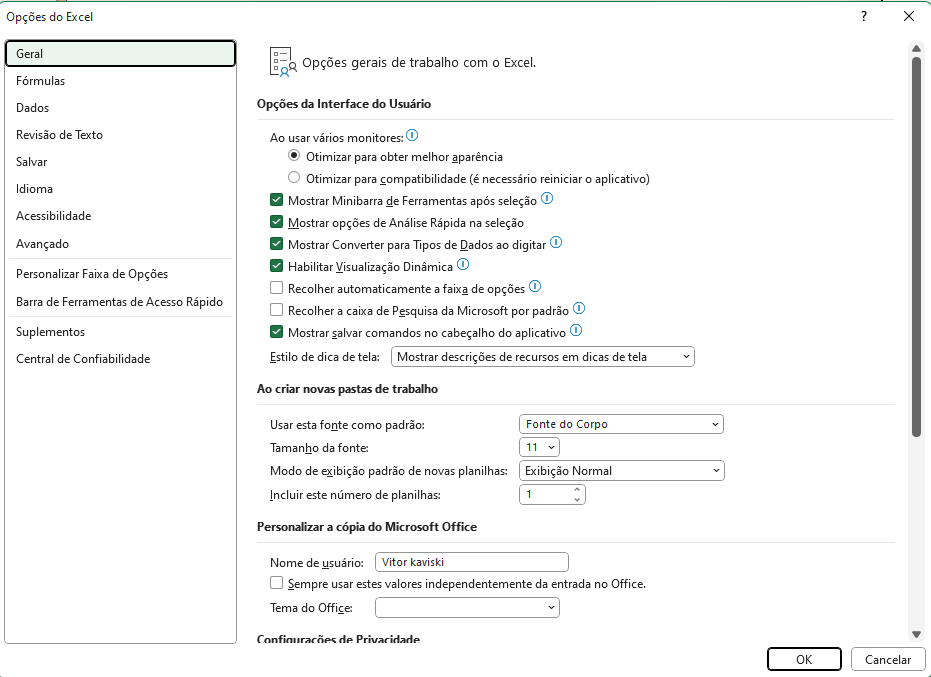 Opções do Excel
?
Geral
Fórmulas
Dados
Revisão de Texto
Salvar
Idioma
Acessibilidade
Avançado
Personalizar Faixa de Opções
Barra de Ferramentas de Acesso Rápido
Suplementos
Central de Confiabilidade
Opções gerais de trabalho com o Excel.
Opções da Interface do Usuário
Ao usar vários monitores:
Otimizar para obter melhor aparência
Otimizar para compatibilidade (é necessário reiniciar o aplicativo)
Mostrar Minibarra de Ferramentas após seleção
Mostrar opções de Análise Rápida na seleção
Mostrar Converter para Tipos de Dados ao digitar
Habilitar Visualização Dinâmica
Recolher automaticamente a faixa de opções
Recolher a caixa de Pesquisa da Microsoft por padrão
Mostrar salvar comandos no cabeçalho do aplicativo
Estilo de dica de tela: Mostrar descrições de recursos em dicas de tela
Ao criar novas pastas de trabalho
Usar esta fonte como padrão: Fonte do Corpo
Tamanho da fonte: 11
Modo de exibição padrão de novas planilhas: Exibição Normal
Incluir este número de planilhas: 1
Personalizar a cópia do Microsoft Office
Nome de usuário: Vitor kaviski
Sempre usar estes valores independentemente da entrada no Office.
Tema do Office:
Configurações de Privacidade
OK Cancelar